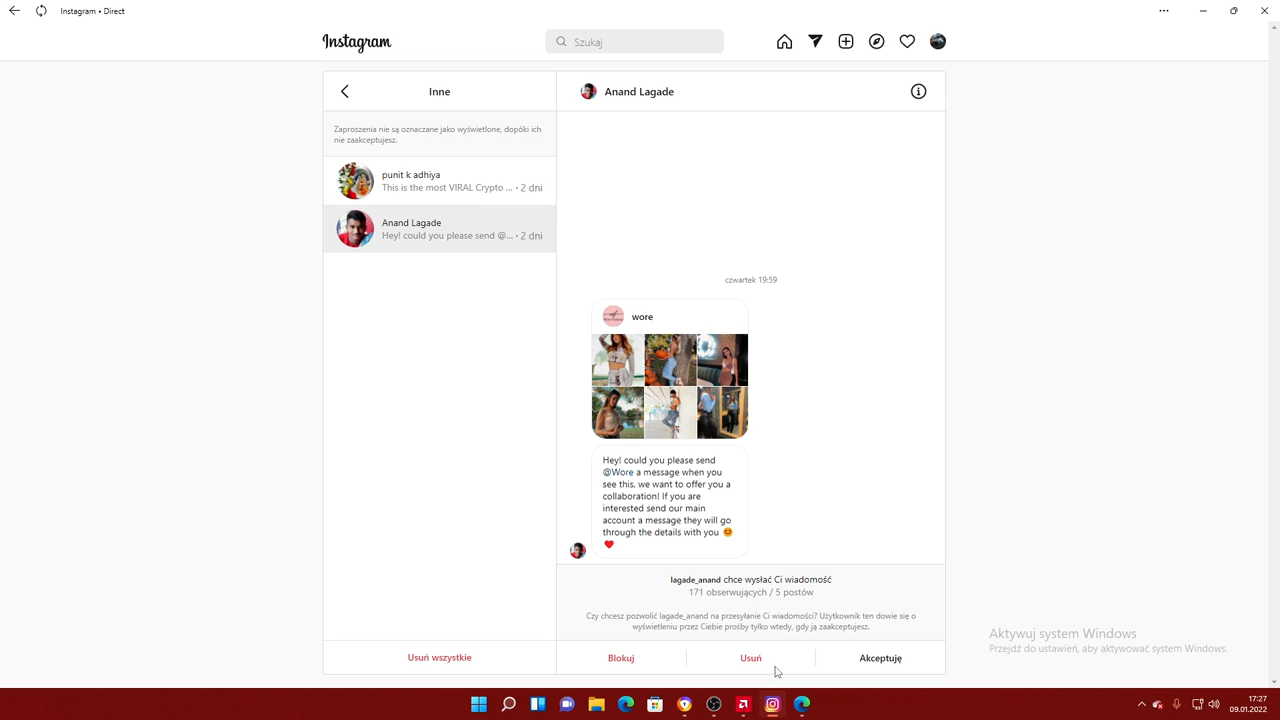 Instagram • Direct
Instagram
Szukaj
Inne
Anand Lagade
Zaproszenia nie są oznaczane jako wyświetlone, dopóki ich
nie zaakceptujesz.
punit k adhiya
This is the most VIRAL Crypto ... • 2 dni
Anand Lagade
Hey! could you please send @... • 2 dni
czwartek 19:59
wore
Hey! could you please send
@Wore a message when you
see this, we want to offer you a
collaboration! If you are
interested send our main
account a message they will go
through the details with you 😊
❤️
lagade_anand chce wysłać Ci wiadomość
171 obserwujących / 5 postów
Czy chcesz pozwolić lagade_anand na przesyłanie Ci wiadomości? Użytkownik ten dowie się o
wyświetleniu przez Ciebie prośby tylko wtedy, gdy ją zaakceptujesz.
Usuń wszystkie
Blokuj
Usuń
Akceptuję
Aktywuj system Windows
Przejdź do ustawień, aby aktywować system Windows.
17:27
09.01.2022